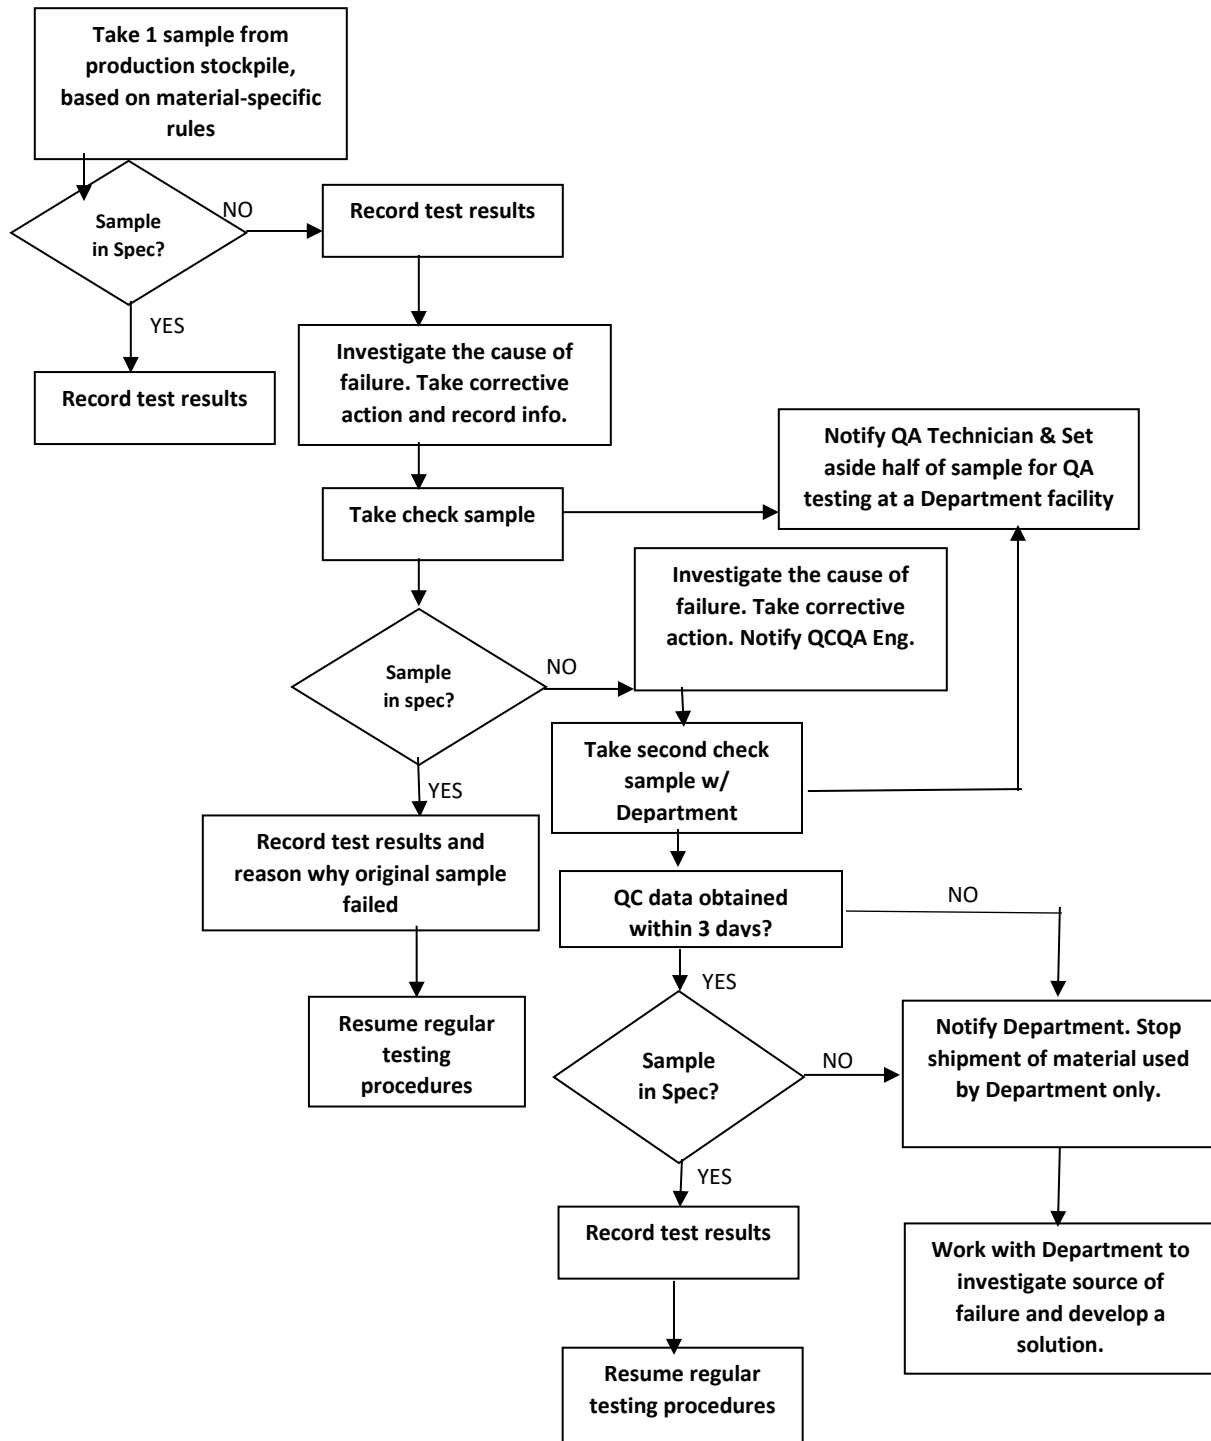 Take 1 sample from
production stockpile,
based on material-specific
rules
Sample
in Spec?
NO
Record test results
YES
Record test results
Investigate the cause of
failure. Take corrective
action and record info.
Take check sample
Notify QA Technician & Set
aside half of sample for QA
testing at a Department facility
Sample
in spec?
NO
Investigate the cause of
failure. Take corrective
action. Notify QCQA Eng.
YES
Take second check
sample w/
Department
Record test results and
reason why original sample
failed
QC data obtained
within 3 days?
NO
YES
Resume regular
testing
procedures
Sample
in Spec?
NO
Notify Department. Stop
shipment of material used
by Department only.
YES
Record test results
Work with Department to
investigate source of
failure and develop a
solution.
Resume regular
testing procedures